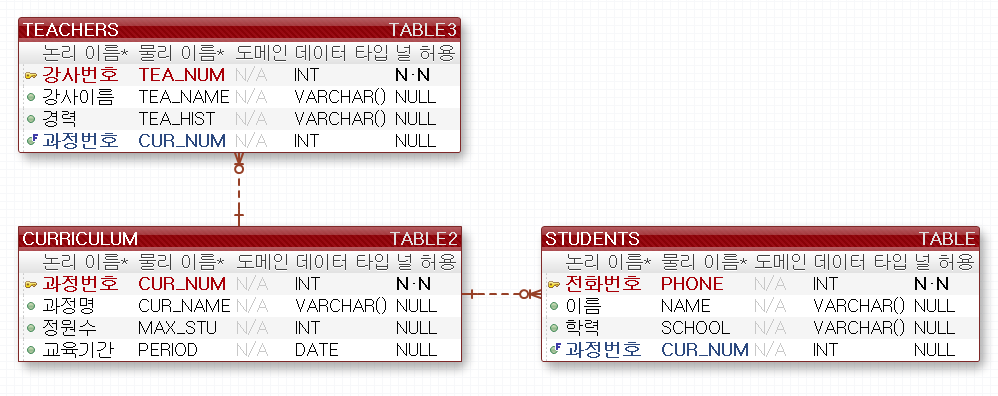 TEACHERS TABLE3
논리 이름* 물리 이름* 도메인 데이터 타입 널 허용
강사번호 TEA_NUM N/A INT N·N
강사이름 TEA_NAME N/A VARCHAR() NULL
경력 TEA_HIST N/A VARCHAR() NULL
F 과정번호 CUR_NUM N/A INT NULL
CURRICULUM TABLE2
논리 이름* 물리 이름* 도메인 데이터 타입 널 허용
과정번호 CUR_NUM N/A INT N·N
과정명 CUR_NAME N/A VARCHAR() NULL
정원수 MAX_STU N/A INT NULL
교육기간 PERIOD N/A DATE NULL
STUDENTS TABLE
논리 이름* 물리 이름* 도메인 데이터 타입 널 허용
전화번호 PHONE N/A INT N·N
이름 NAME N/A VARCHAR() NULL
학력 SCHOOL N/A VARCHAR() NULL
F 과정번호 CUR_NUM N/A INT NULL